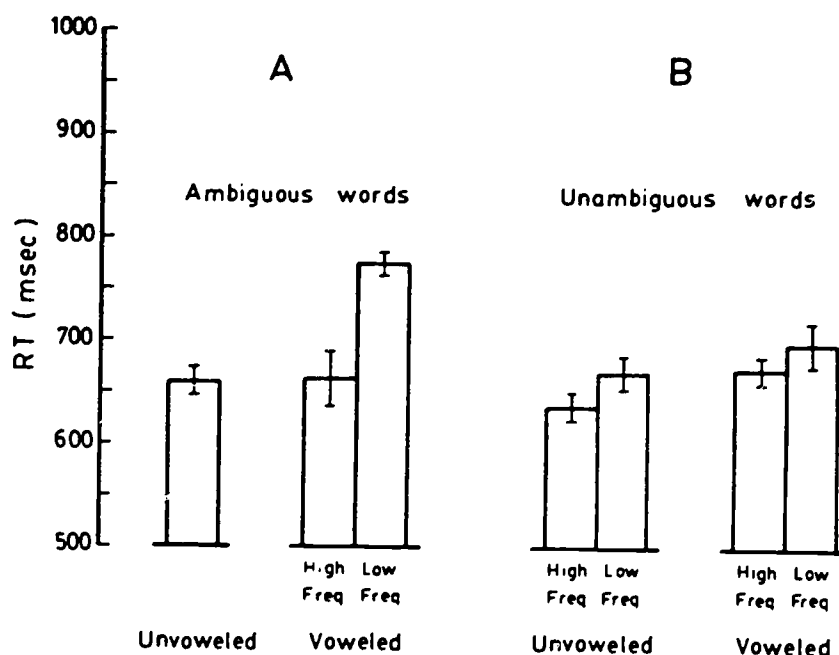 1000
900
800
700
600
500
RT (msec)
A
Ambiguous words
High Low
Freq Freq
Unvoweled Voweled
B
Unambiguous words
High Low High Low
Freq Freq Freq Freq
Unvoweled Voweled